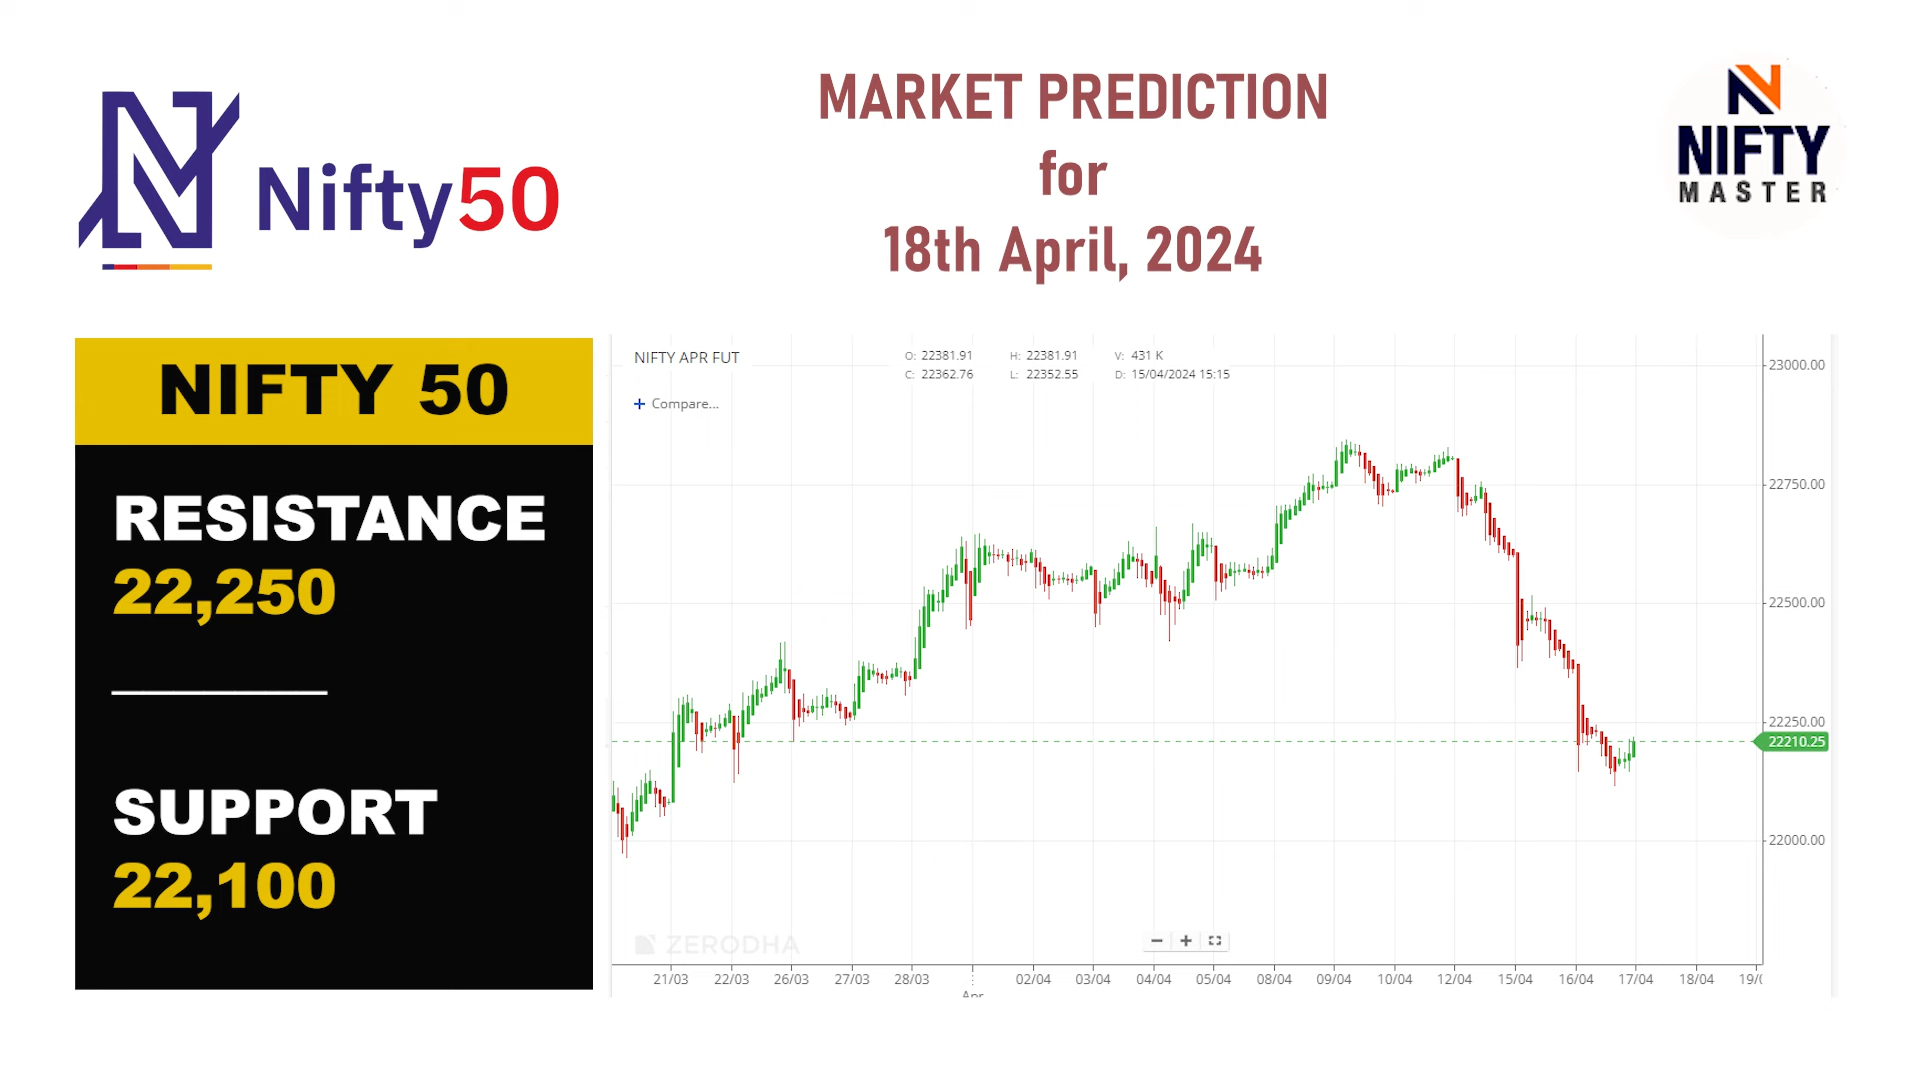 MARKET PREDICTION
for
18th April, 2024
Nifty50
NIFTY
MASTER
NIFTY 50
RESISTANCE
22,250
SUPPORT
22,100
NIFTY APR FUT
O: 22381.91 H: 22381.91 V: 431 K
C: 22362.76 L: 22352.55 D: 15/04/2024 15:15
+ Compare...
23000.00
22750.00
22500.00
22250.00
22210.25
22000.00
ZERODHA
21/03 22/03 26/03 27/03 28/03 02/04 03/04 04/04 05/04 08/04 09/04 10/04 12/04 15/04 16/04 17/04 18/04
Apr